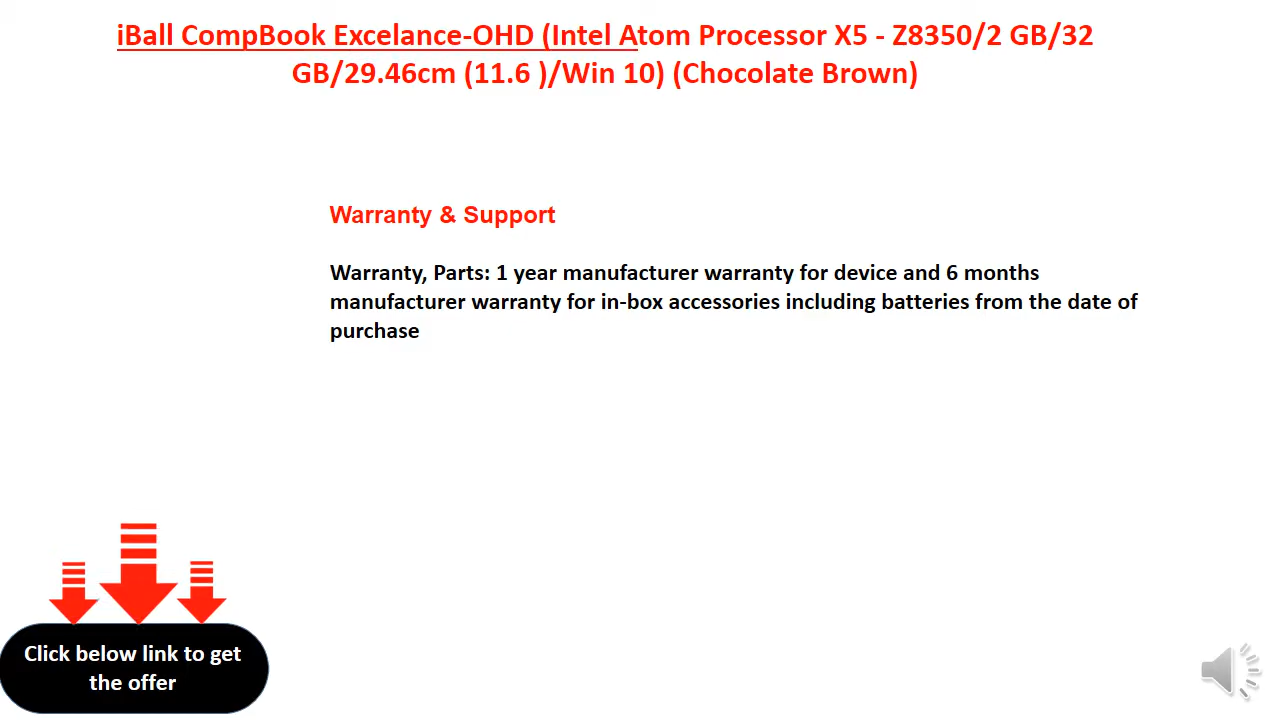 iBall CompBook Excelance-OHD (Intel Atom Processor X5 - Z8350/2 GB/32
GB/29.46cm (11.6 )/Win 10) (Chocolate Brown)
Warranty & Support
Warranty, Parts: 1 year manufacturer warranty for device and 6 months
manufacturer warranty for in-box accessories including batteries from the date of
purchase
Click below link to get
the offer